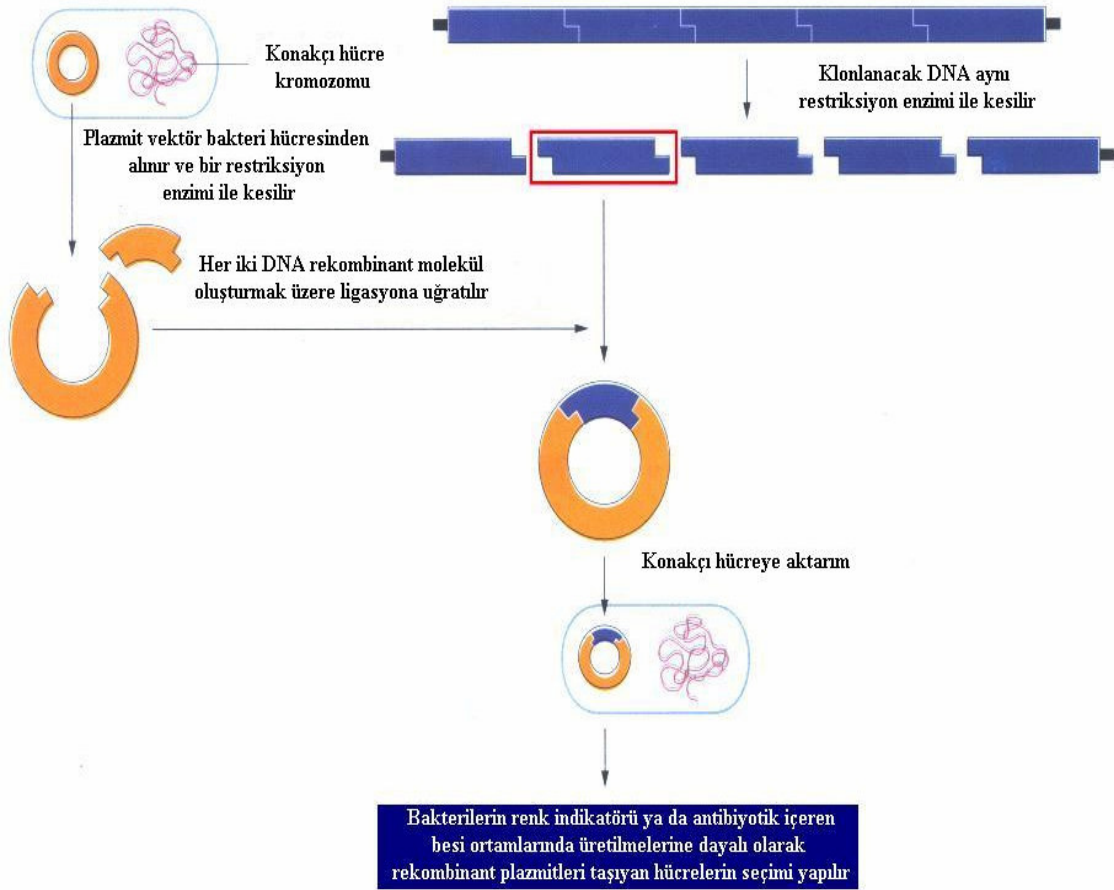 Konakçı hücre
kromozomu
Klonlanacak DNA aynı
restriksiyon enzimi ile kesilir
Plazmit vektör bakteri hücresinden
alınır ve bir restriksiyon
enzimi ile kesilir
Her iki DNA rekombinant molekül
oluşturmak üzere ligasyona uğratılır
Konakçı hücreye aktarım
Bakterilerin renk indikatörü ya da antibiyotik içeren
besi ortamlarında üretilmelerine dayalı olarak
rekombinant plazmitleri taşıyan hücrelerin seçimi yapılır